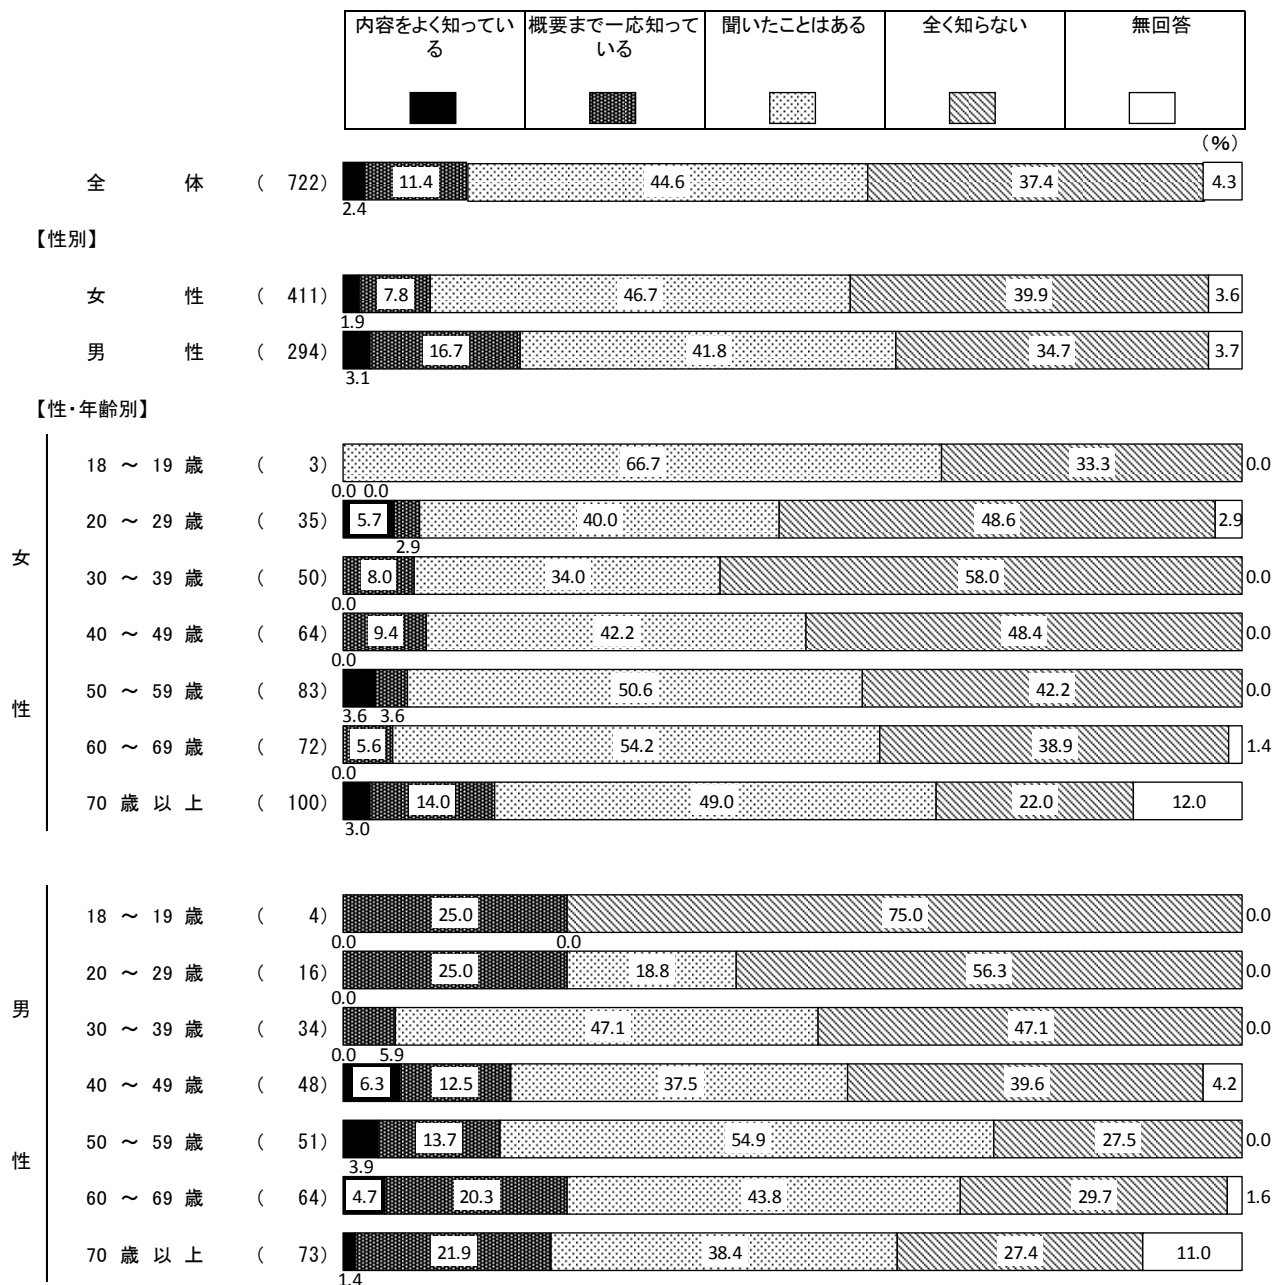 内容をよく知ってい
る
概要まで一応知って
いる
聞いたことはある
全く知らない
無回答
(%)
全 体 ( 722) 11.4 44.6 37.4 4.3
2.4
【性別】
女 性 ( 411) 7.8 46.7 39.9 3.6
1.9
男 性 ( 294) 16.7 41.8 34.7 3.7
3.1
【性・年齢別】
女性
18 ～ 19 歳 ( 3) 66.7 33.3 0.0
0.0 0.0
20 ～ 29 歳 ( 35) 5.7 40.0 48.6 2.9
2.9
30 ～ 39 歳 ( 50) 8.0 34.0 58.0 0.0
0.0
40 ～ 49 歳 ( 64) 9.4 42.2 48.4 0.0
0.0
50 ～ 59 歳 ( 83) 50.6 42.2 0.0
3.6 3.6
60 ～ 69 歳 ( 72) 5.6 54.2 38.9 1.4
0.0
70 歳 以 上 ( 100) 14.0 49.0 22.0 12.0
3.0
男性
18 ～ 19 歳 ( 4) 25.0 75.0 0.0
0.0 0.0
20 ～ 29 歳 ( 16) 25.0 18.8 56.3 0.0
0.0
30 ～ 39 歳 ( 34) 47.1 47.1 0.0
0.0 5.9
40 ～ 49 歳 ( 48) 6.3 12.5 37.5 39.6 4.2
50 ～ 59 歳 ( 51) 13.7 54.9 27.5 0.0
3.9
60 ～ 69 歳 ( 64) 4.7 20.3 43.8 29.7 1.6
70 歳 以 上 ( 73) 21.9 38.4 27.4 11.0
1.4